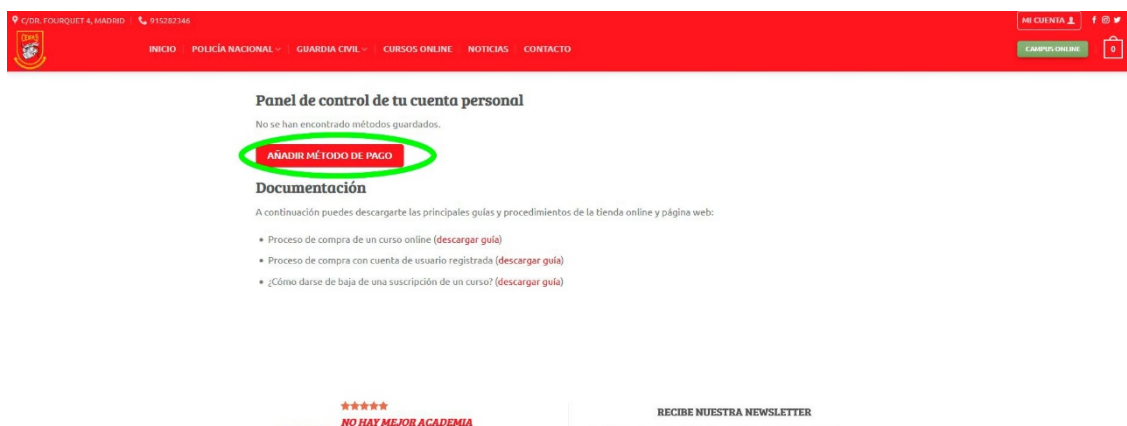 C/DR. FOURQUET 4, MADRID 915282346
MI CUENTA
CEHAS
INICIO POLICÍA NACIONAL GUARDIA CIVIL CURSOS ONLINE NOTICIAS CONTACTO
CAMPUS ONLINE 0
Panel de control de tu cuenta personal
No se han encontrado métodos guardados.
AÑADIR MÉTODO DE PAGO
Documentación
A continuación puedes descargarte las principales guías y procedimientos de la tienda online y página web:
Proceso de compra de un curso online (descargar guía)
Proceso de compra con cuenta de usuario registrada (descargar guía)
¿Cómo darse de baja de una suscripción de un curso? (descargar guía)
NO HAY MEJOR ACADEMIA
RECIBE NUESTRA NEWSLETTER